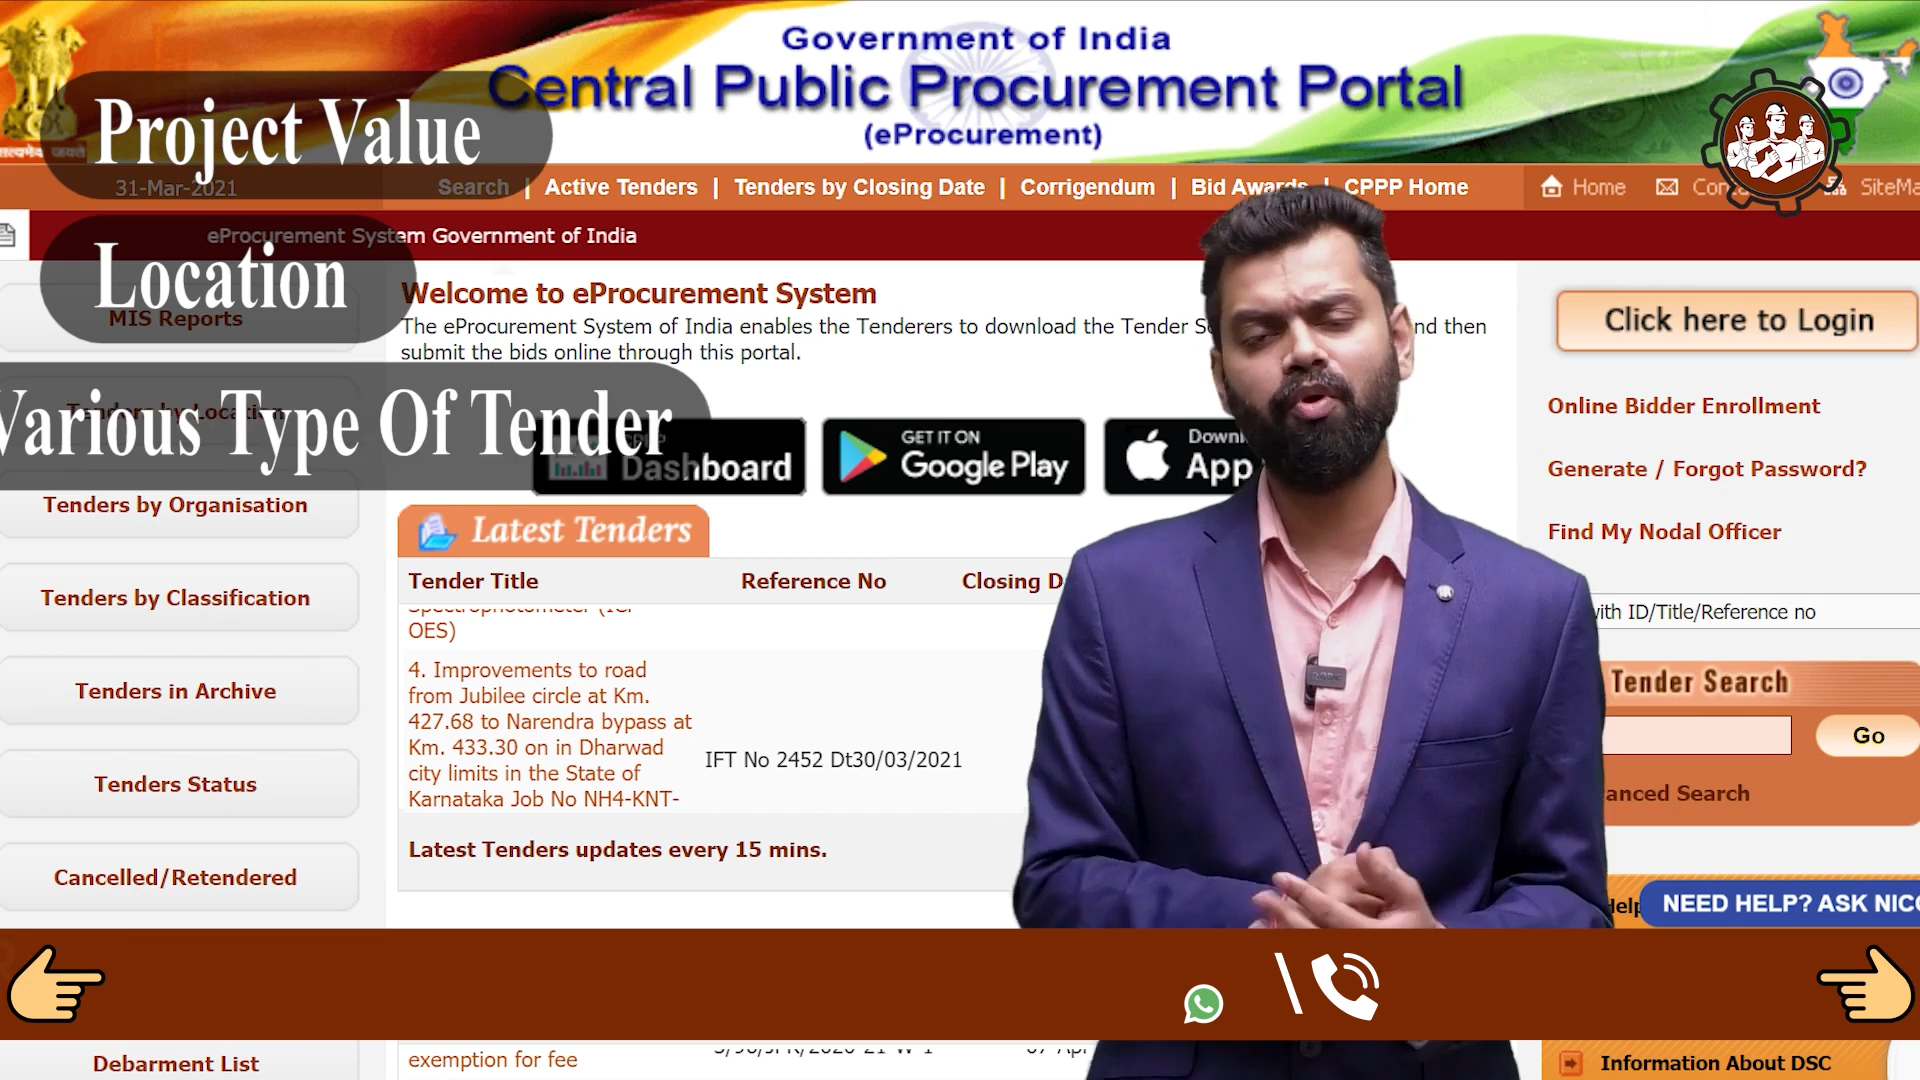 Government of India
Central Public Procurement Portal
(eProcurement)
Project Value
31-Mar-2021
Search | Active Tenders | Tenders by Closing Date | Corrigendum | Bid Awards | CPPP Home
Home
eProcurement System Government of India
Location
MIS Reports
Welcome to eProcurement System
The eProcurement System of India enables the Tenderers to download the Tender
nd then
submit the bids online through this portal.
Click here to Login
Tenders by Location
Various Type Of Tender
Dashboard
GET IT ON
Google Play
App
Online Bidder Enrollment
Generate / Forgot Password?
Find My Nodal Officer
Tenders by Organisation
Latest Tenders
Tender Title
Reference No
Closing D
OES)
with ID/Title/Reference no
Tenders by Classification
4. Improvements to road
from Jubilee circle at Km.
427.68 to Narendra bypass at
Km. 433.30 on in Dharwad
city limits in the State of
Karnataka Job No NH4-KNT-
IFT No 2452 Dt30/03/2021
Tender Search
Go
anced Search
Tenders in Archive
Tenders Status
Latest Tenders updates every 15 mins.
Cancelled/Retendered
NEED HELP? ASK NIC
Debarment List
exemption for fee
Information About DSC